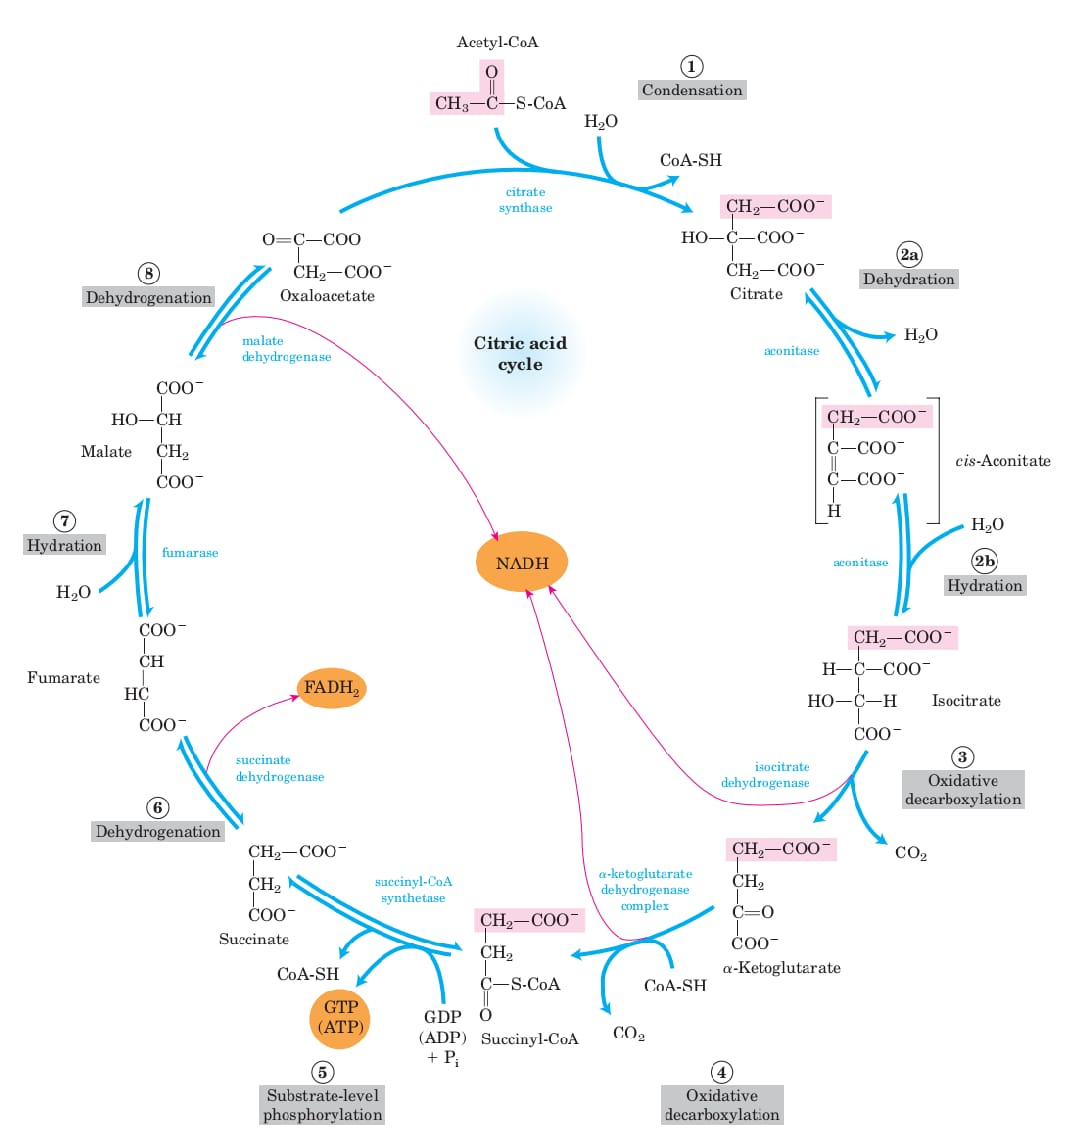 Acetyl-CoA
O
CH₃—C—S-CoA
①
Condensation
H₂O
CoA-SH
citrate
synthase
CH₂—COO⁻
HO—C—COO⁻
CH₂—COO⁻
Citrate
2a
Dehydration
H₂O
aconitase
CH₂—COO⁻
C—COO⁻
C—COO⁻
H
cis-Aconitate
H₂O
aconitase
2b
Hydration
CH₂—COO⁻
H—C—COO⁻
HO—C—H
COO⁻
Isocitrate
③
Oxidative
decarboxylation
isocitrate
dehydrogenase
CO₂
CH₂—COO⁻
CH₂
C=O
COO⁻
α-Ketoglutarate
α-ketoglutarate
dehydrogenase
complex
CoA-SH
CO₂
④
Oxidative
decarboxylation
CH₂—COO⁻
CH₂
C—S-CoA
O
Succinyl-CoA
succinyl-CoA
synthetase
GDP
(ADP)
+ Pᵢ
GTP
(ATP)
CoA-SH
⑤
Substrate-level
phosphorylation
CH₂—COO⁻
CH₂
COO⁻
Succinate
⑥
Dehydrogenation
succinate
dehydrogenase
FADH₂
COO⁻
CH
HC
COO⁻
Fumarate
⑦
Hydration
H₂O
fumarase
COO⁻
HO—CH
CH₂
COO⁻
Malate
⑧
Dehydrogenation
malate
dehydrogenase
O=C—COO
CH₂—COO⁻
Oxaloacetate
Citric acid
cycle
NADH